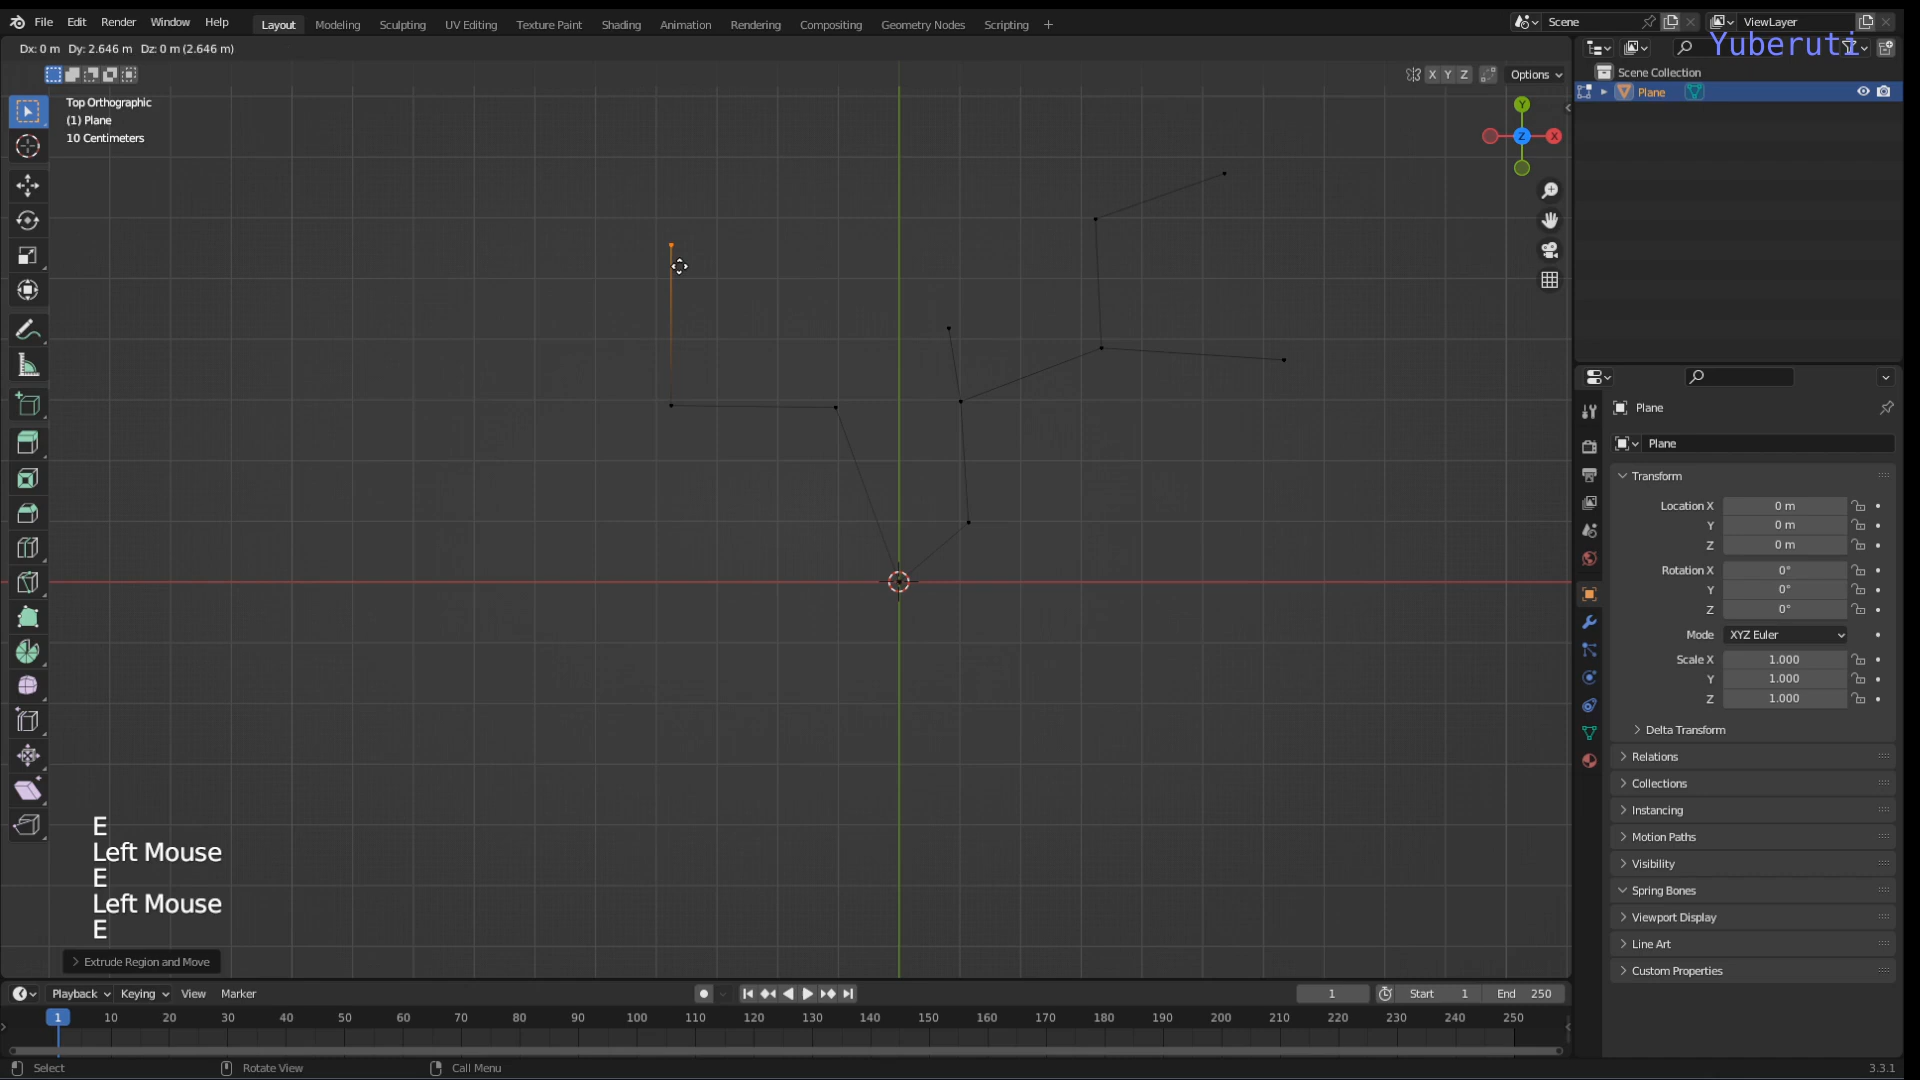 File Edit Render Window Help
Layout Modeling Sculpting UV Editing Texture Paint Shading Animation Rendering Compositing Geometry Nodes Scripting +
Scene
ViewLayer
Dx: 0 m Dy: 2.646 m Dz: 0 m (2.646 m)
Yuberuti
X Y Z Options
Scene Collection
Plane
Top Orthographic
(1) Plane
10 Centimeters
Y
Z
X
Plane
Plane
Transform
Location X 0 m
Y 0 m
Z 0 m
Rotation X 0°
Y 0°
Z 0°
Mode XYZ Euler
Scale X 1.000
Y 1.000
Z 1.000
Delta Transform
Relations
Collections
Instancing
Motion Paths
Visibility
Spring Bones
Viewport Display
Line Art
Custom Properties
E
Left Mouse
E
Left Mouse
E
Extrude Region and Move
Playback Keying View Marker
1 Start 1 End 250
1 10 20 30 40 50 60 70 80 90 100 110 120 130 140 150 160 170 180 190 200 210 220 230 240 250
Select Rotate View Call Menu
3.3.1